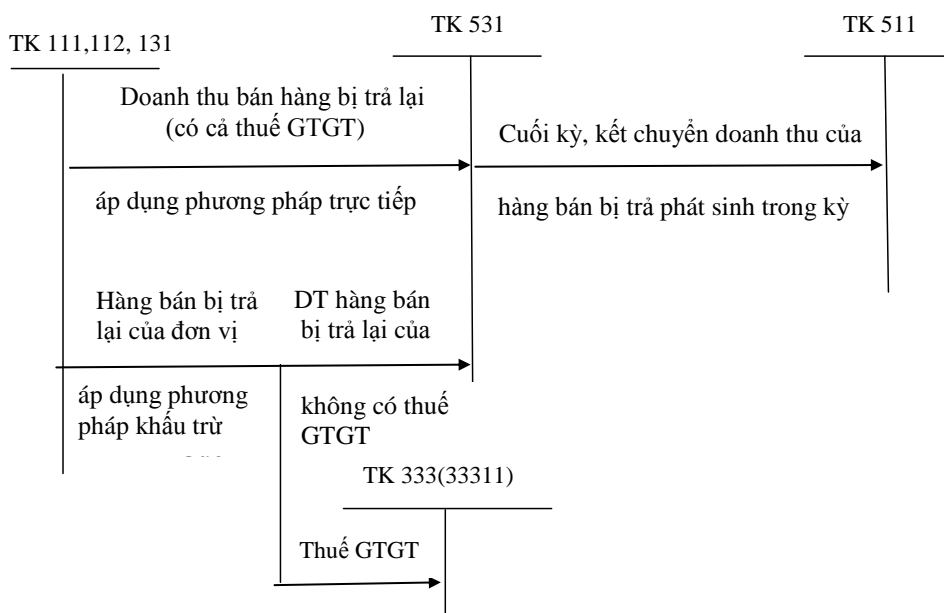 TK 111,112, 131
TK 531
TK 511
Doanh thu bán hàng bị trả lại
(có cả thuế GTGT)
áp dụng phương pháp trực tiếp
Cuối kỳ, kết chuyển doanh thu của
hàng bán bị trả phát sinh trong kỳ
Hàng bán bị trả
lại của đơn vị
áp dụng phương
pháp khấu trừ
DT hàng bán
bị trả lại của
không có thuế
GTGT
TK 333(33311)
Thuế GTGT